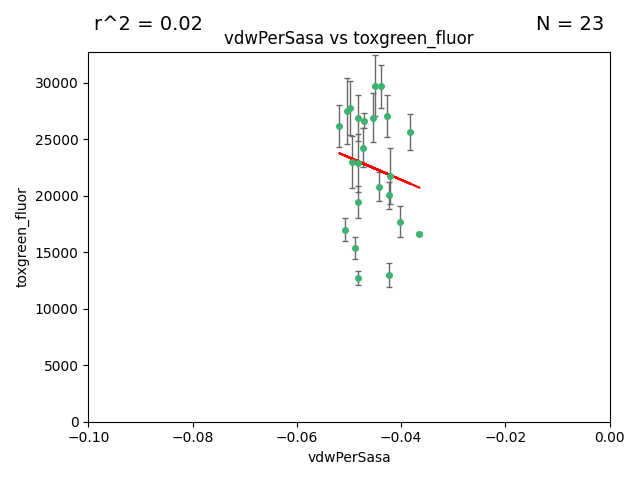 r^2 = 0.02
N = 23
vdwPerSasa vs toxgreen_fluor
30000
25000
20000
15000
10000
5000
0
toxgreen_fluor
−0.10
−0.08
−0.06
−0.04
−0.02
0.00
vdwPerSasa